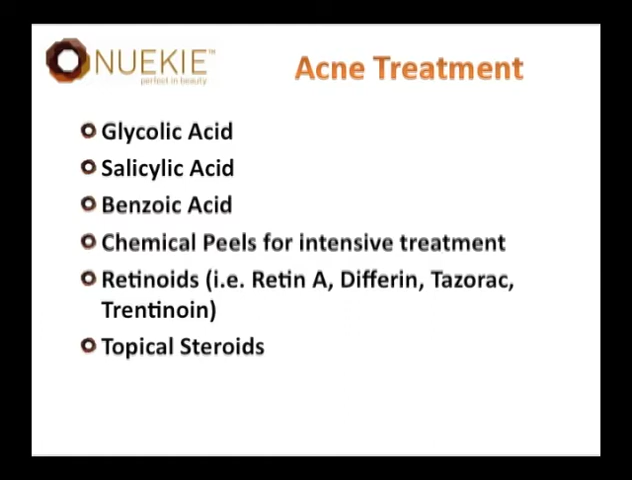 NUEKIE™
perfect in beauty
Acne Treatment
Glycolic Acid
Salicylic Acid
Benzoic Acid
Chemical Peels for intensive treatment
Retinoids (i.e. Retin A, Differin, Tazorac,
Trentinoin)
Topical Steroids